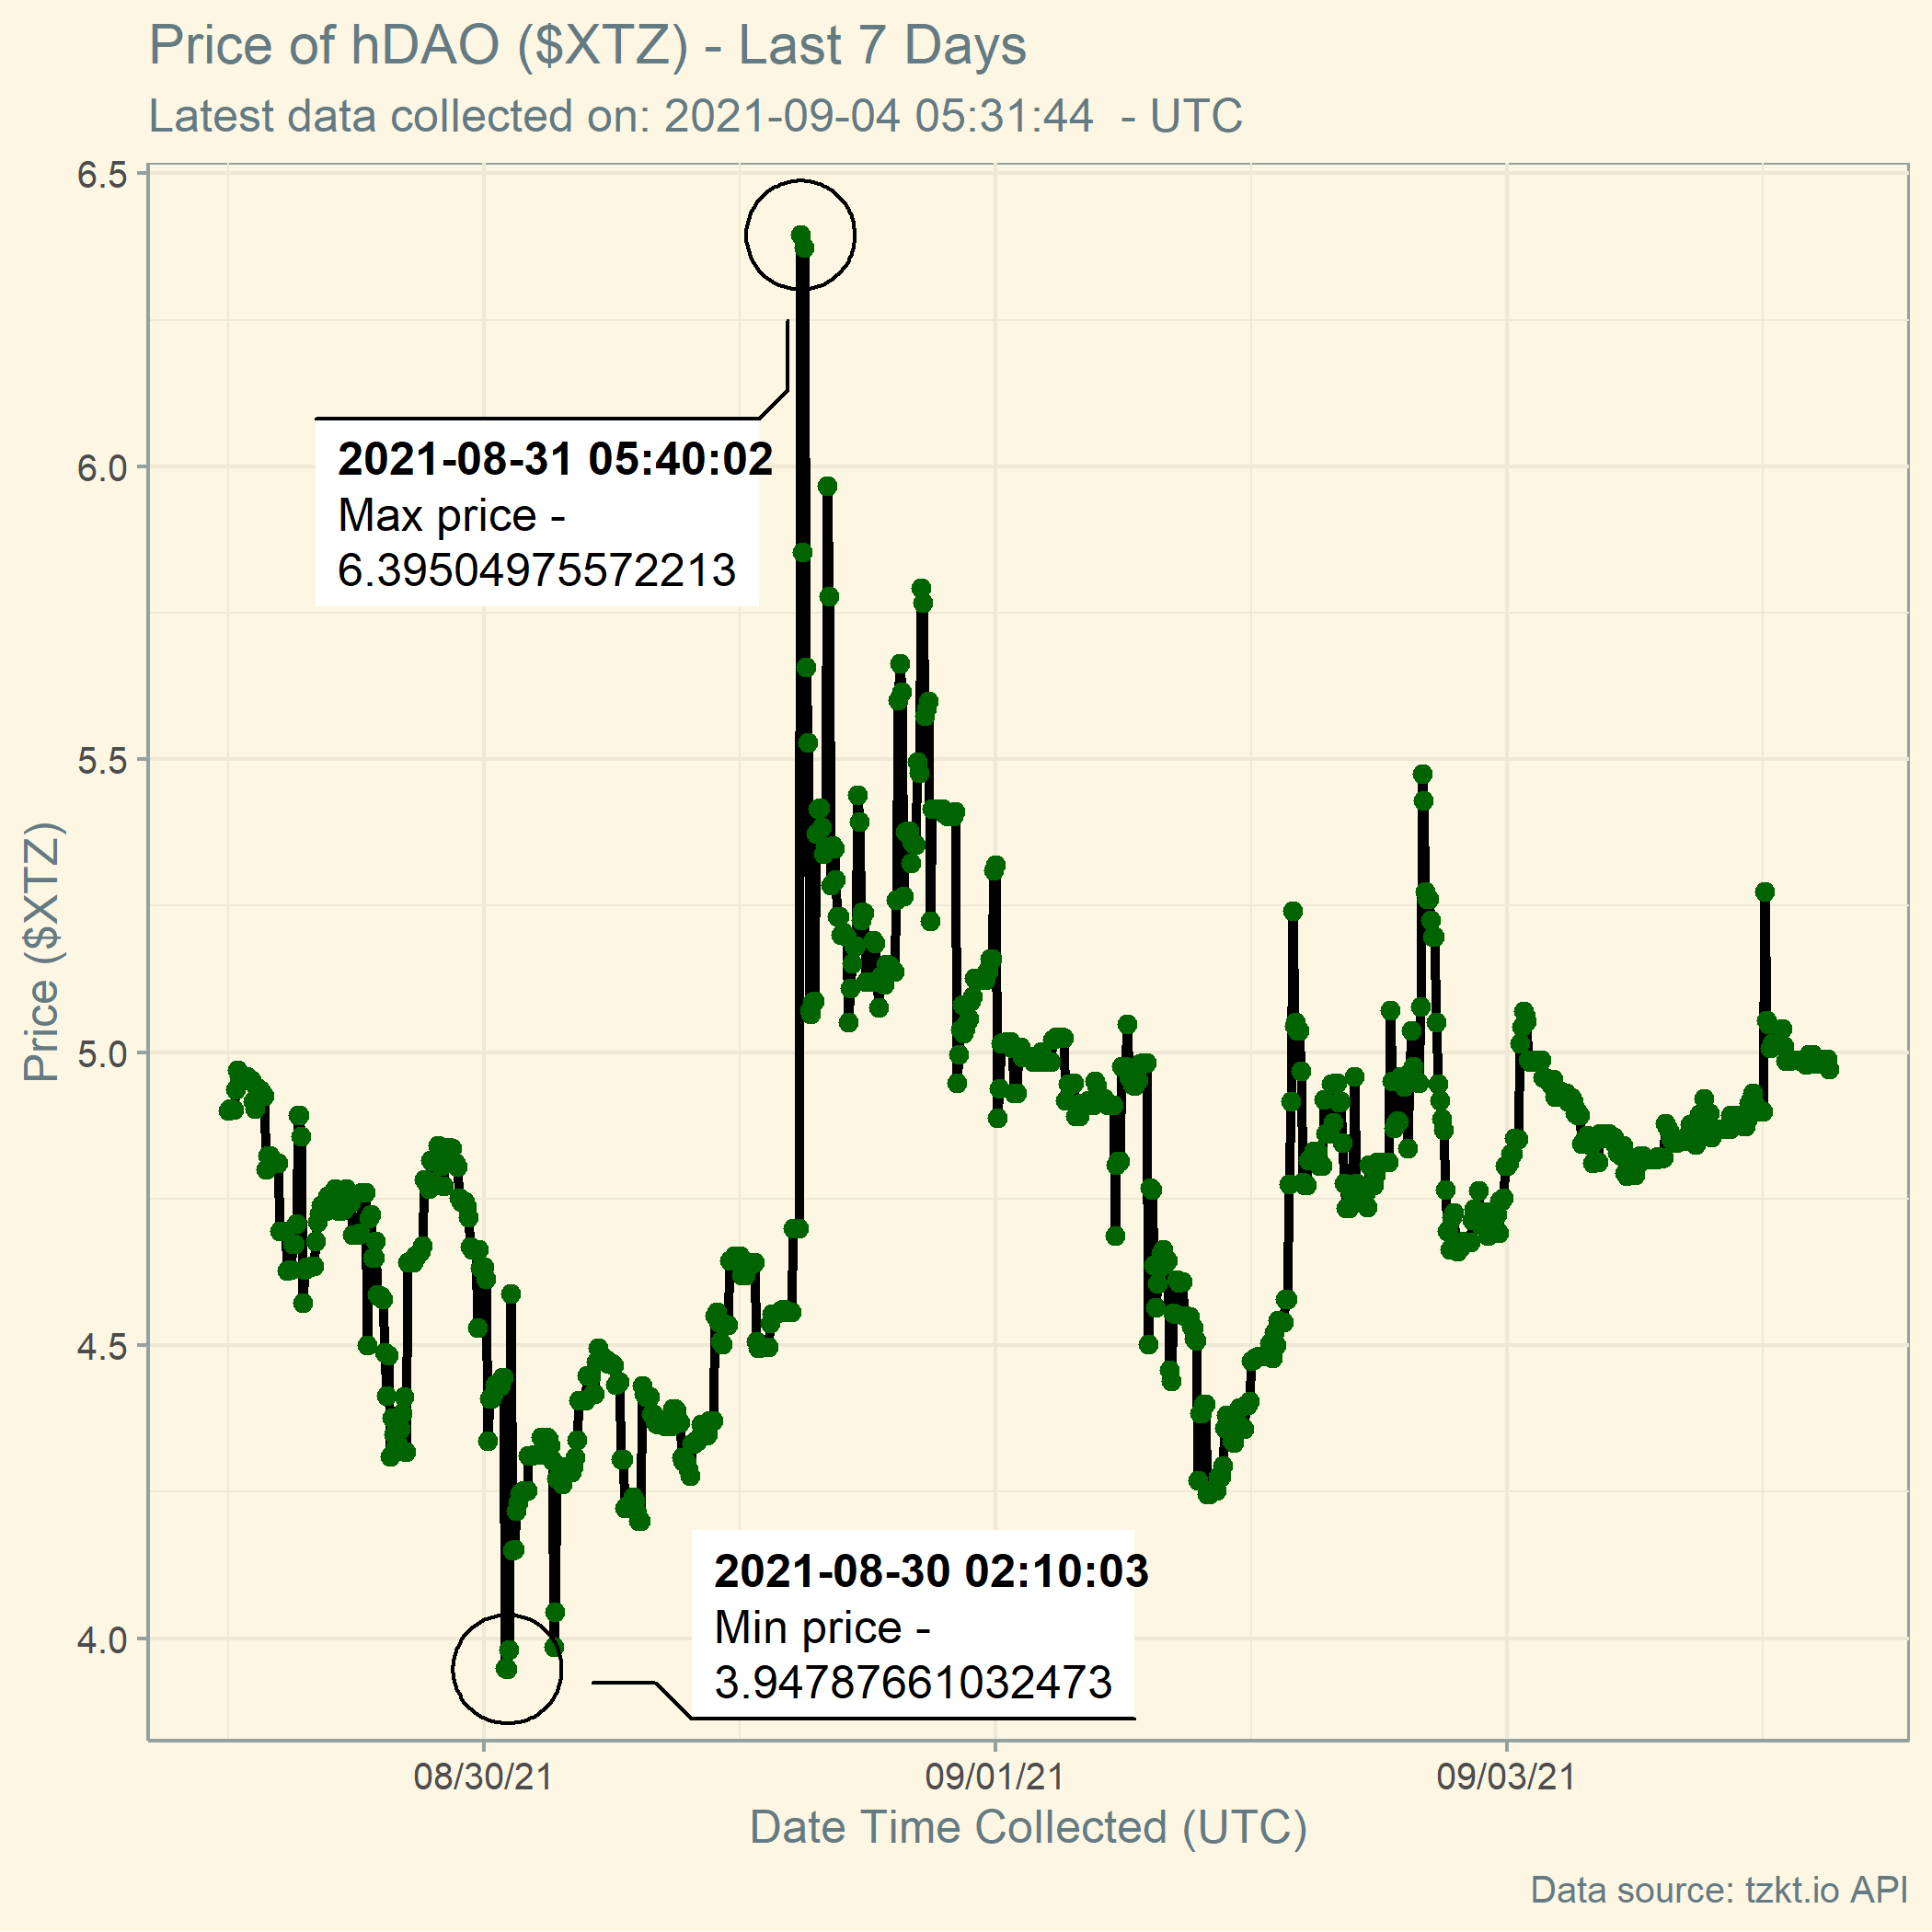 Price of hDAO ($XTZ) - Last 7 Days
Latest data collected on: 2021-09-04 05:31:44  - UTC
Price ($XTZ)
6.5
6.0
5.5
5.0
4.5
4.0
2021-08-31 05:40:02
Max price -
6.39504975572213
2021-08-30 02:10:03
Min price -
3.94787661032473
08/30/21
09/01/21
09/03/21
Date Time Collected (UTC)
Data source: tzkt.io API